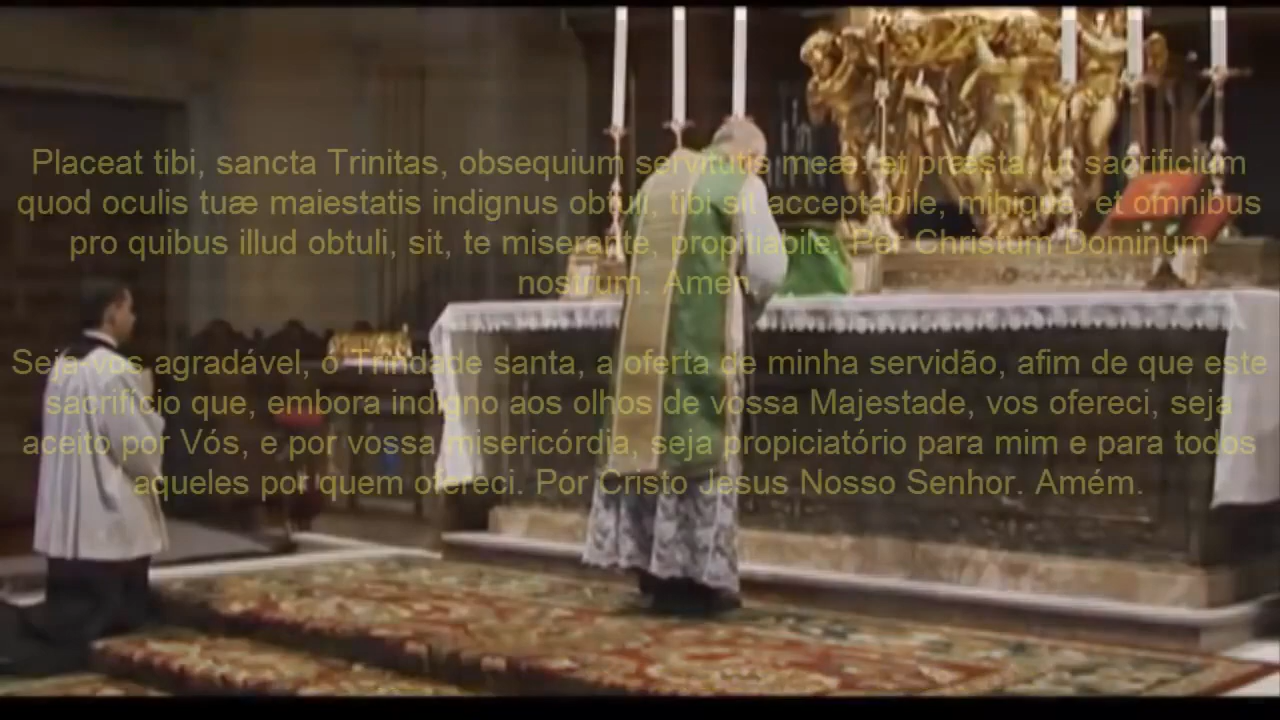 Placeat tibi, sancta Trinitas, obsequium servitutis meæ: et præsta, ut sacrificium
quod oculis tuæ maiestatis indignus obtuli, tibi sit acceptabile, mihique, et omnibus
pro quibus illud obtuli, sit, te miserante, propitiabile. Per Christum Dominum
nostrum. Amen
Seja-vos agradável, ó Trindade santa, a oferta de minha servidão, afim de que este
sacrifício que, embora indigno aos olhos de vossa Majestade, vos ofereci, seja
aceito por Vós, e por vossa misericórdia, seja propiciatório para mim e para todos
aqueles por quem ofereci. Por Cristo Jesus Nosso Senhor. Amém.